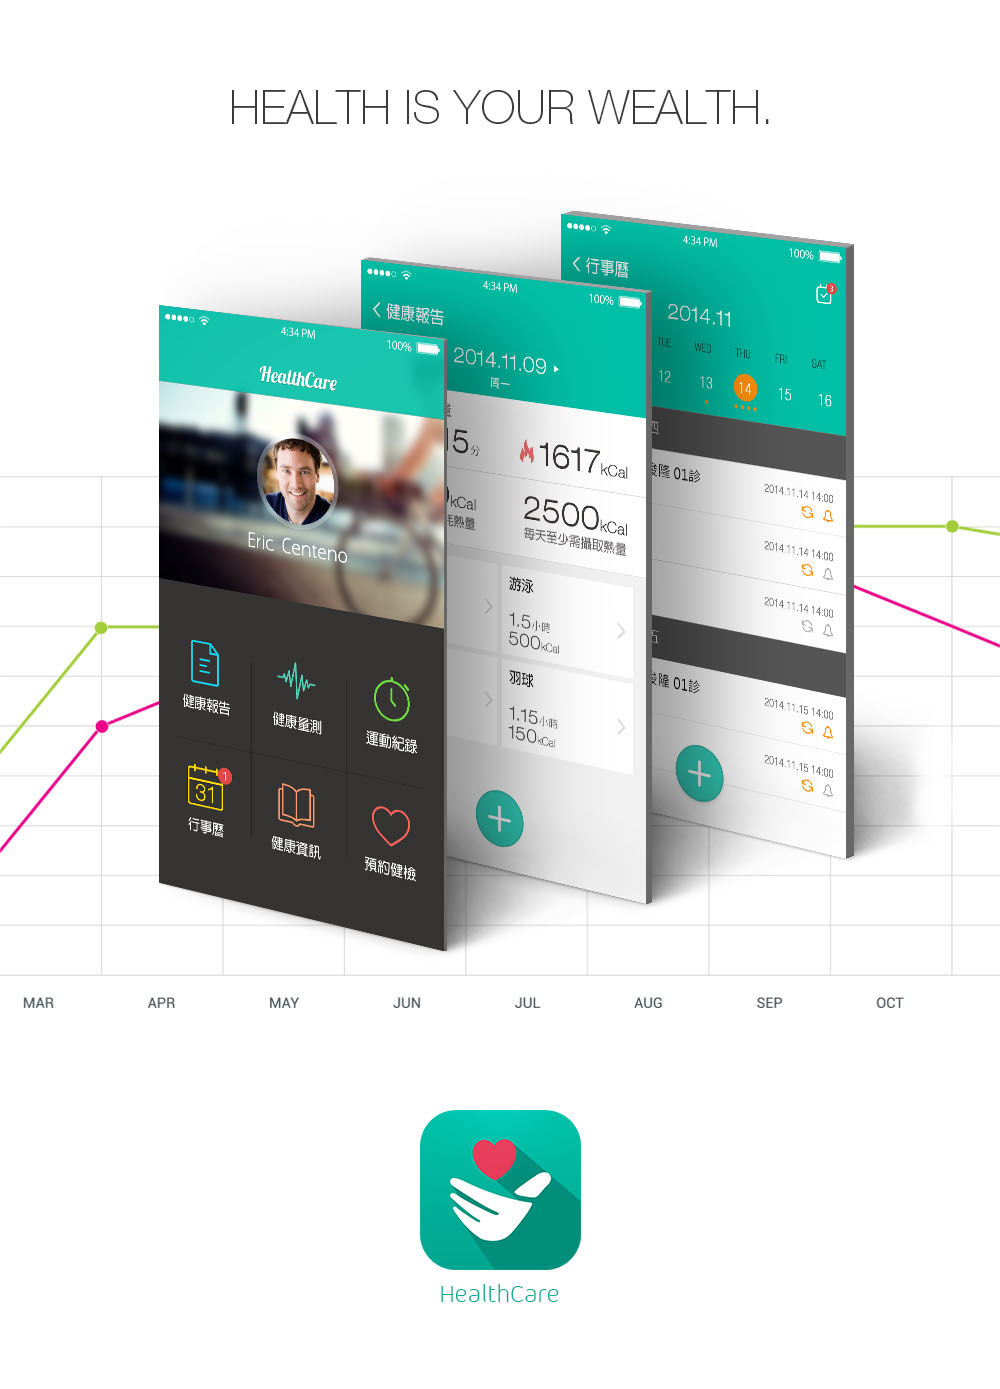 HEALTH IS YOUR WEALTH.
4:34 PM
100%
HealthCare
Eric Centeno
健康報告
健康量測
運動紀錄
31
1
行事曆
健康資訊
預約健檢
4:34 PM
100%
健康報告
2014.11.09
周一
15分
1617kCal
kCal
熱量
2500kCal
每天至少需攝取熱量
游泳
1.5小時
500kCal
羽球
1.15小時
150kCal
4:34 PM
100%
行事曆
3
2014.11
TUE WED THU FRI SAT
12 13 14 15 16
四
隆 01診
2014.11.14 14:00
2014.11.14 14:00
2014.11.14 14:00
五
隆 01診
2014.11.15 14:00
2014.11.15 14:00
MAR APR MAY JUN JUL AUG SEP OCT
HealthCare